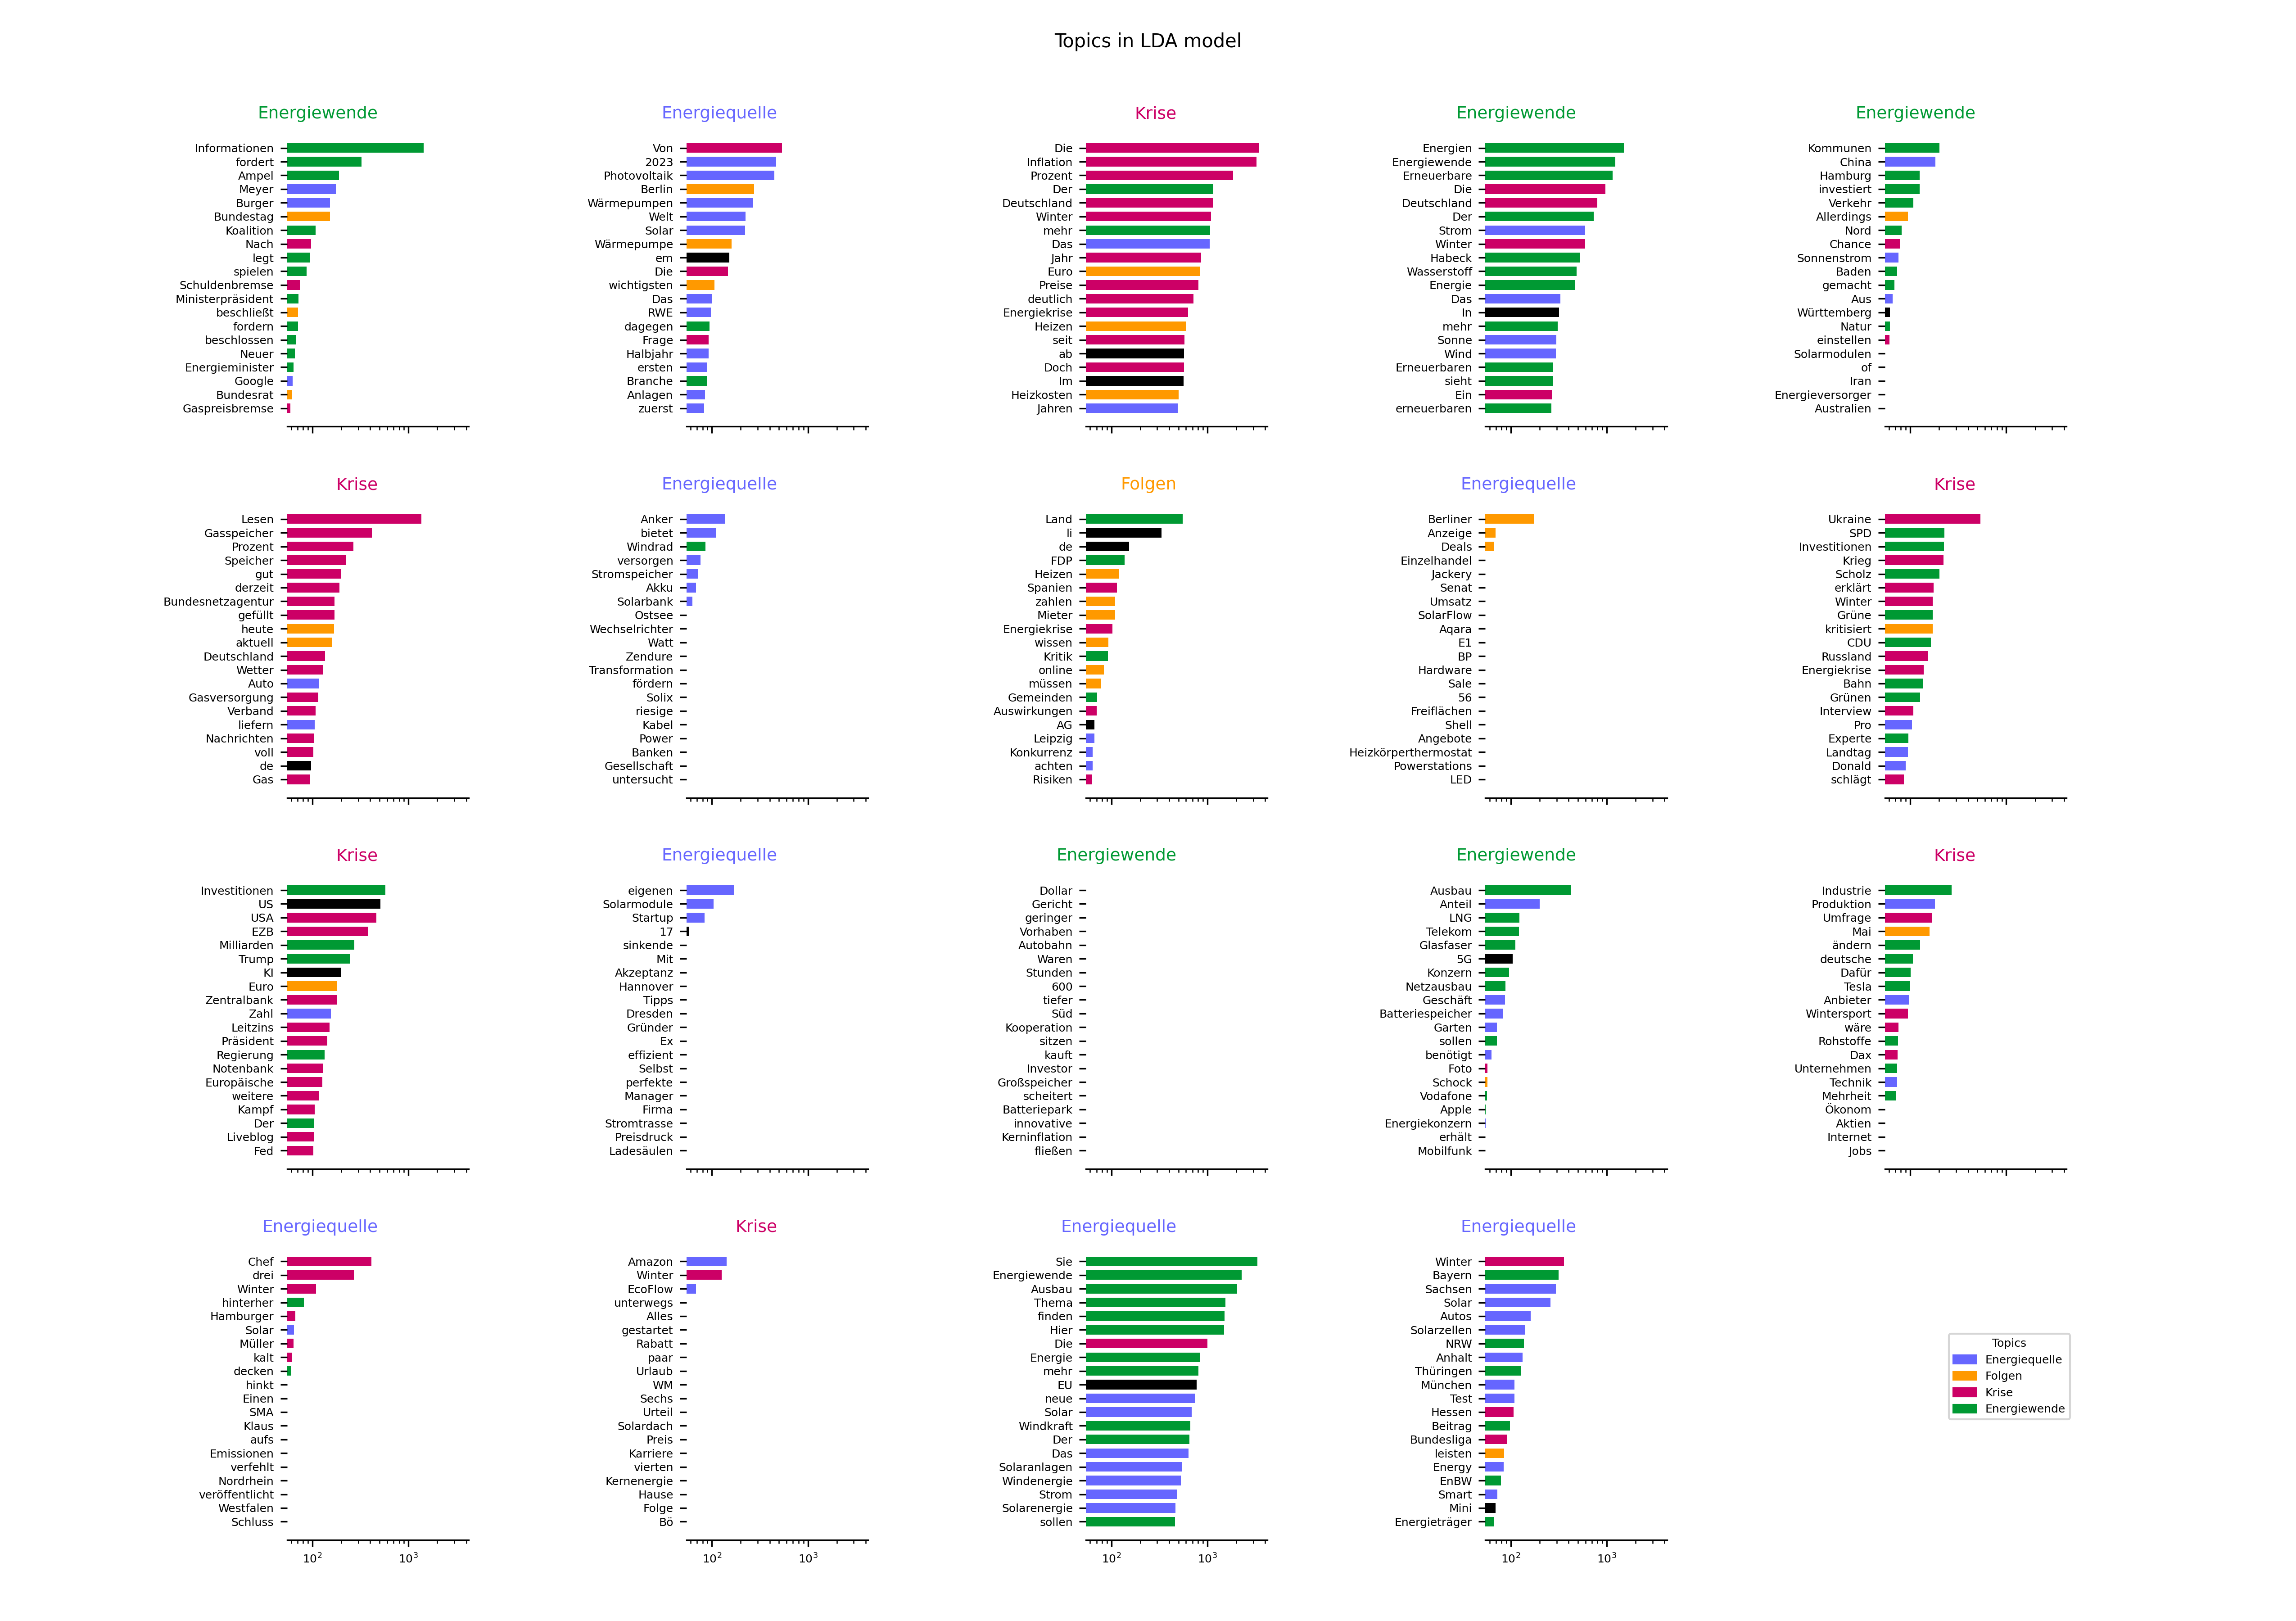 Topics in LDA model
Energiewende
Informationen
fordert
Ampel
Meyer
Burger
Bundestag
Koalition
Nach
legt
spielen
Schuldenbremse
Ministerpräsident
beschließt
fordern
beschlossen
Neuer
Energieminister
Google
Bundesrat
Gaspreisbremse
Energiequelle
Von
2023
Photovoltaik
Berlin
Wärmepumpen
Welt
Solar
Wärmepumpe
em
Die
wichtigsten
Das
RWE
dagegen
Frage
Halbjahr
ersten
Branche
Anlagen
zuerst
Krise
Die
Inflation
Prozent
Der
Deutschland
Winter
mehr
Das
Jahr
Euro
Preise
deutlich
Energiekrise
Heizen
seit
ab
Doch
Im
Heizkosten
Jahren
Energiewende
Energien
Energiewende
Erneuerbare
Die
Deutschland
Der
Strom
Winter
Habeck
Wasserstoff
Energie
Das
In
mehr
Sonne
Wind
Erneuerbaren
sieht
Ein
erneuerbaren
Energiewende
Kommunen
China
Hamburg
investiert
Verkehr
Allerdings
Nord
Chance
Sonnenstrom
Baden
gemacht
Aus
Württemberg
Natur
einstellen
Solarmodulen
of
Iran
Energieversorger
Australien
Krise
Lesen
Gasspeicher
Prozent
Speicher
gut
derzeit
Bundesnetzagentur
gefüllt
heute
aktuell
Deutschland
Wetter
Auto
Gasversorgung
Verband
liefern
Nachrichten
voll
de
Gas
Energiequelle
Anker
bietet
Windrad
versorgen
Stromspeicher
Akku
Solarbank
Ostsee
Wechselrichter
Watt
Zendure
Transformation
fördern
Solix
riesige
Kabel
Power
Banken
Gesellschaft
untersucht
Folgen
Land
li
de
FDP
Heizen
Spanien
zahlen
Mieter
Energiekrise
wissen
Kritik
online
müssen
Gemeinden
Auswirkungen
AG
Leipzig
Konkurrenz
achten
Risiken
Energiequelle
Berliner
Anzeige
Deals
Einzelhandel
Jackery
Senat
Umsatz
SolarFlow
Aqara
E1
BP
Hardware
Sale
56
Freiflächen
Shell
Angebote
Heizkörperthermostat
Powerstations
LED
Krise
Ukraine
SPD
Investitionen
Krieg
Scholz
erklärt
Winter
Grüne
kritisiert
CDU
Russland
Energiekrise
Bahn
Grünen
Interview
Pro
Experte
Landtag
Donald
schlägt
Krise
Investitionen
US
USA
EZB
Milliarden
Trump
KI
Euro
Zentralbank
Zahl
Leitzins
Präsident
Regierung
Notenbank
Europäische
weitere
Kampf
Der
Liveblog
Fed
Energiequelle
eigenen
Solarmodule
Startup
17
sinkende
Mit
Akzeptanz
Hannover
Tipps
Dresden
Gründer
Ex
effizient
Selbst
perfekte
Manager
Firma
Stromtrasse
Preisdruck
Ladesäulen
Energiewende
Dollar
Gericht
geringer
Vorhaben
Autobahn
Waren
Stunden
600
tiefer
Süd
Kooperation
sitzen
kauft
Investor
Großspeicher
scheitert
Batteriepark
innovative
Kerninflation
fließen
Energiewende
Ausbau
Anteil
LNG
Telekom
Glasfaser
5G
Konzern
Netzausbau
Geschäft
Batteriespeicher
Garten
sollen
benötigt
Foto
Schock
Vodafone
Apple
Energiekonzern
erhält
Mobilfunk
Krise
Industrie
Produktion
Umfrage
Mai
ändern
deutsche
Dafür
Tesla
Anbieter
Wintersport
wäre
Rohstoffe
Dax
Unternehmen
Technik
Mehrheit
Ökonom
Aktien
Internet
Jobs
Energiequelle
Chef
drei
Winter
hinterher
Hamburger
Solar
Müller
kalt
decken
hinkt
Einen
SMA
Klaus
aufs
Emissionen
verfehlt
Nordrhein
veröffentlicht
Westfalen
Schluss
10² 10³
Krise
Amazon
Winter
EcoFlow
unterwegs
Alles
gestartet
Rabatt
paar
Urlaub
WM
Sechs
Urteil
Solardach
Preis
Karriere
vierten
Kernenergie
Hause
Folge
Bö
10² 10³
Energiequelle
Sie
Energiewende
Ausbau
Thema
finden
Hier
Die
Energie
mehr
EU
neue
Solar
Windkraft
Der
Das
Solaranlagen
Windenergie
Strom
Solarenergie
sollen
10² 10³
Energiequelle
Winter
Bayern
Sachsen
Solar
Autos
Solarzellen
NRW
Anhalt
Thüringen
München
Test
Hessen
Beitrag
Bundesliga
leisten
Energy
EnBW
Smart
Mini
Energieträger
10² 10³
Topics
Energiequelle
Folgen
Krise
Energiewende